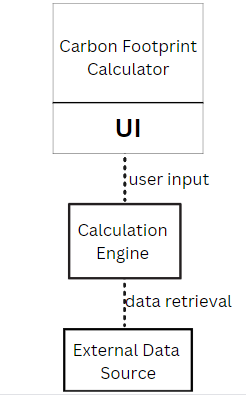 Carbon Footprint
Calculator
UI
user input
Calculation
Engine
data retrieval
External Data
Source